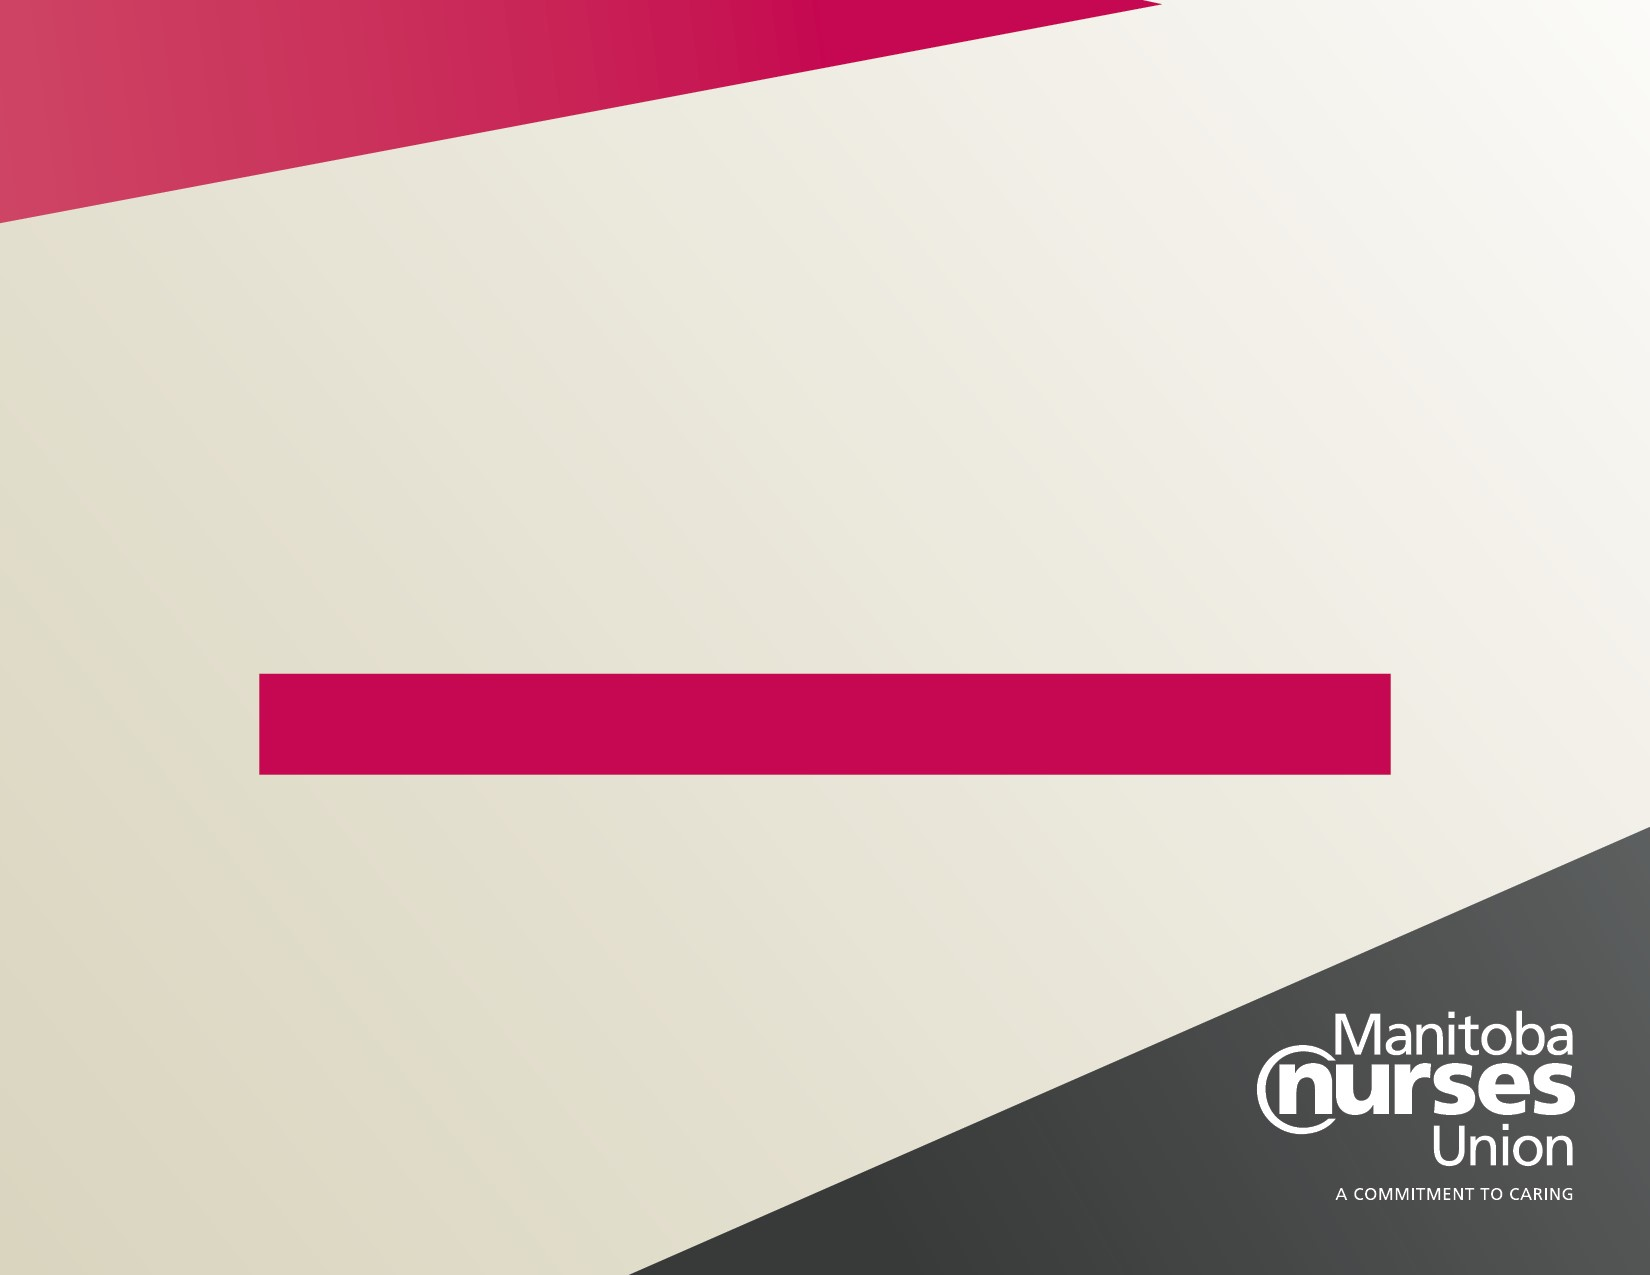 Manitoba
nurses
Union
A COMMITMENT TO CARING